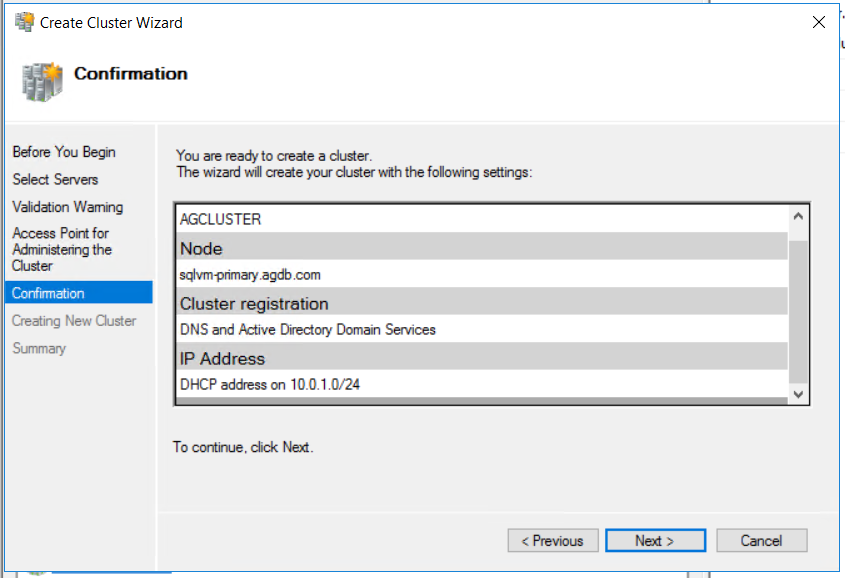 Create Cluster Wizard
Confirmation
Before You Begin
Select Servers
Validation Warning
Access Point for
Administering the
Cluster
Confirmation
Creating New Cluster
Summary
You are ready to create a cluster.
The wizard will create your cluster with the following settings:
AGCLUSTER
Node
sqlvm-primary.agdb.com
Cluster registration
DNS and Active Directory Domain Services
IP Address
DHCP address on 10.0.1.0/24
To continue, click Next.
< Previous
Next >
Cancel